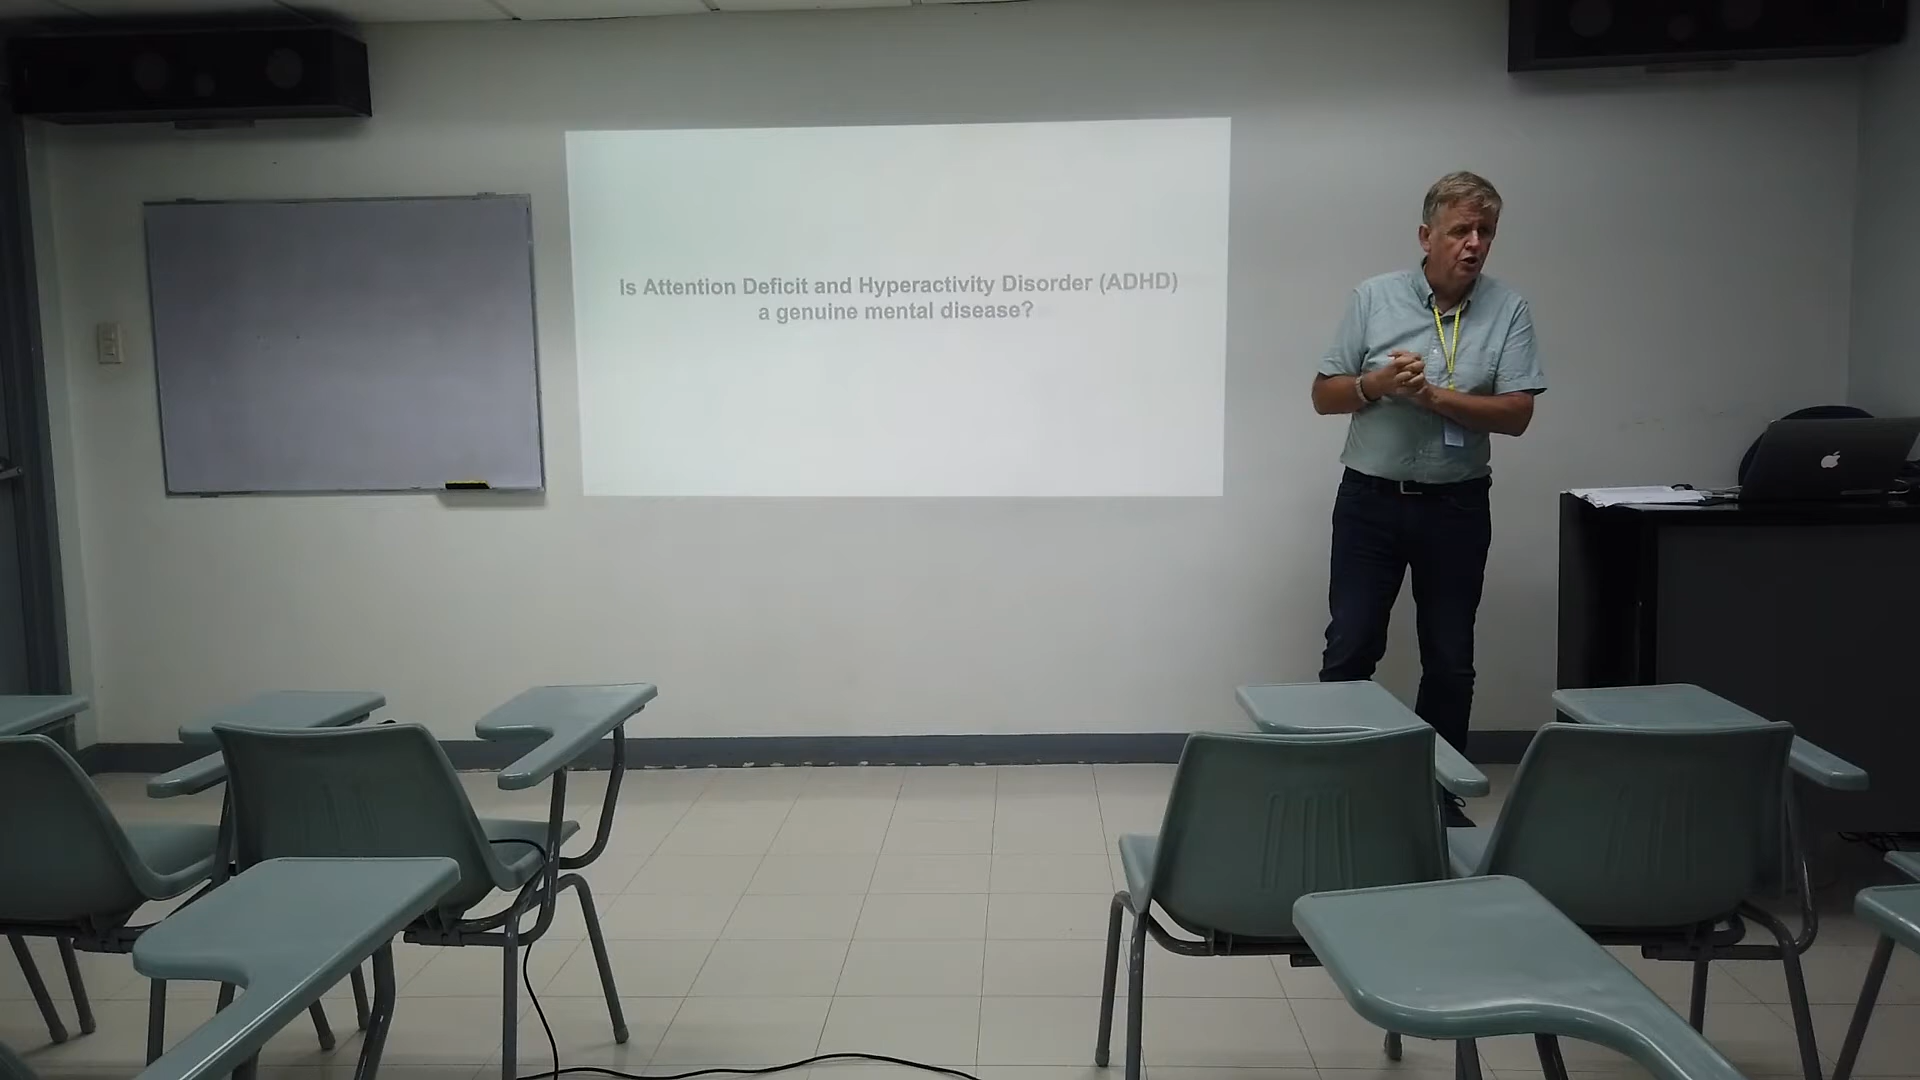 Is Attention Deficit and Hyperactivity Disorder (ADHD)
a genuine mental disease?